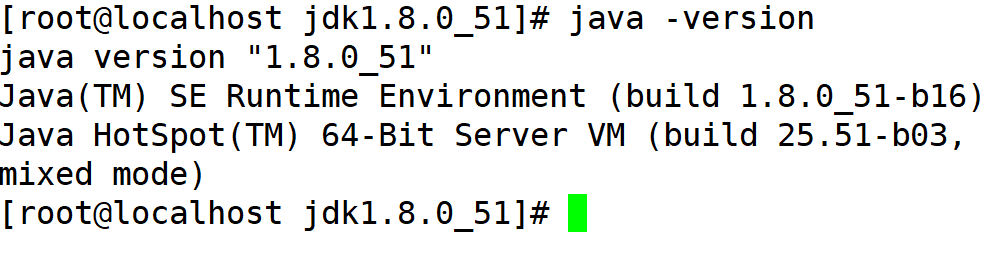 [root@localhost jdk1.8.0_51]# java -version
java version "1.8.0_51"
Java(TM) SE Runtime Environment (build 1.8.0_51-b16)
Java HotSpot(TM) 64-Bit Server VM (build 25.51-b03,
mixed mode)
[root@localhost jdk1.8.0_51]#